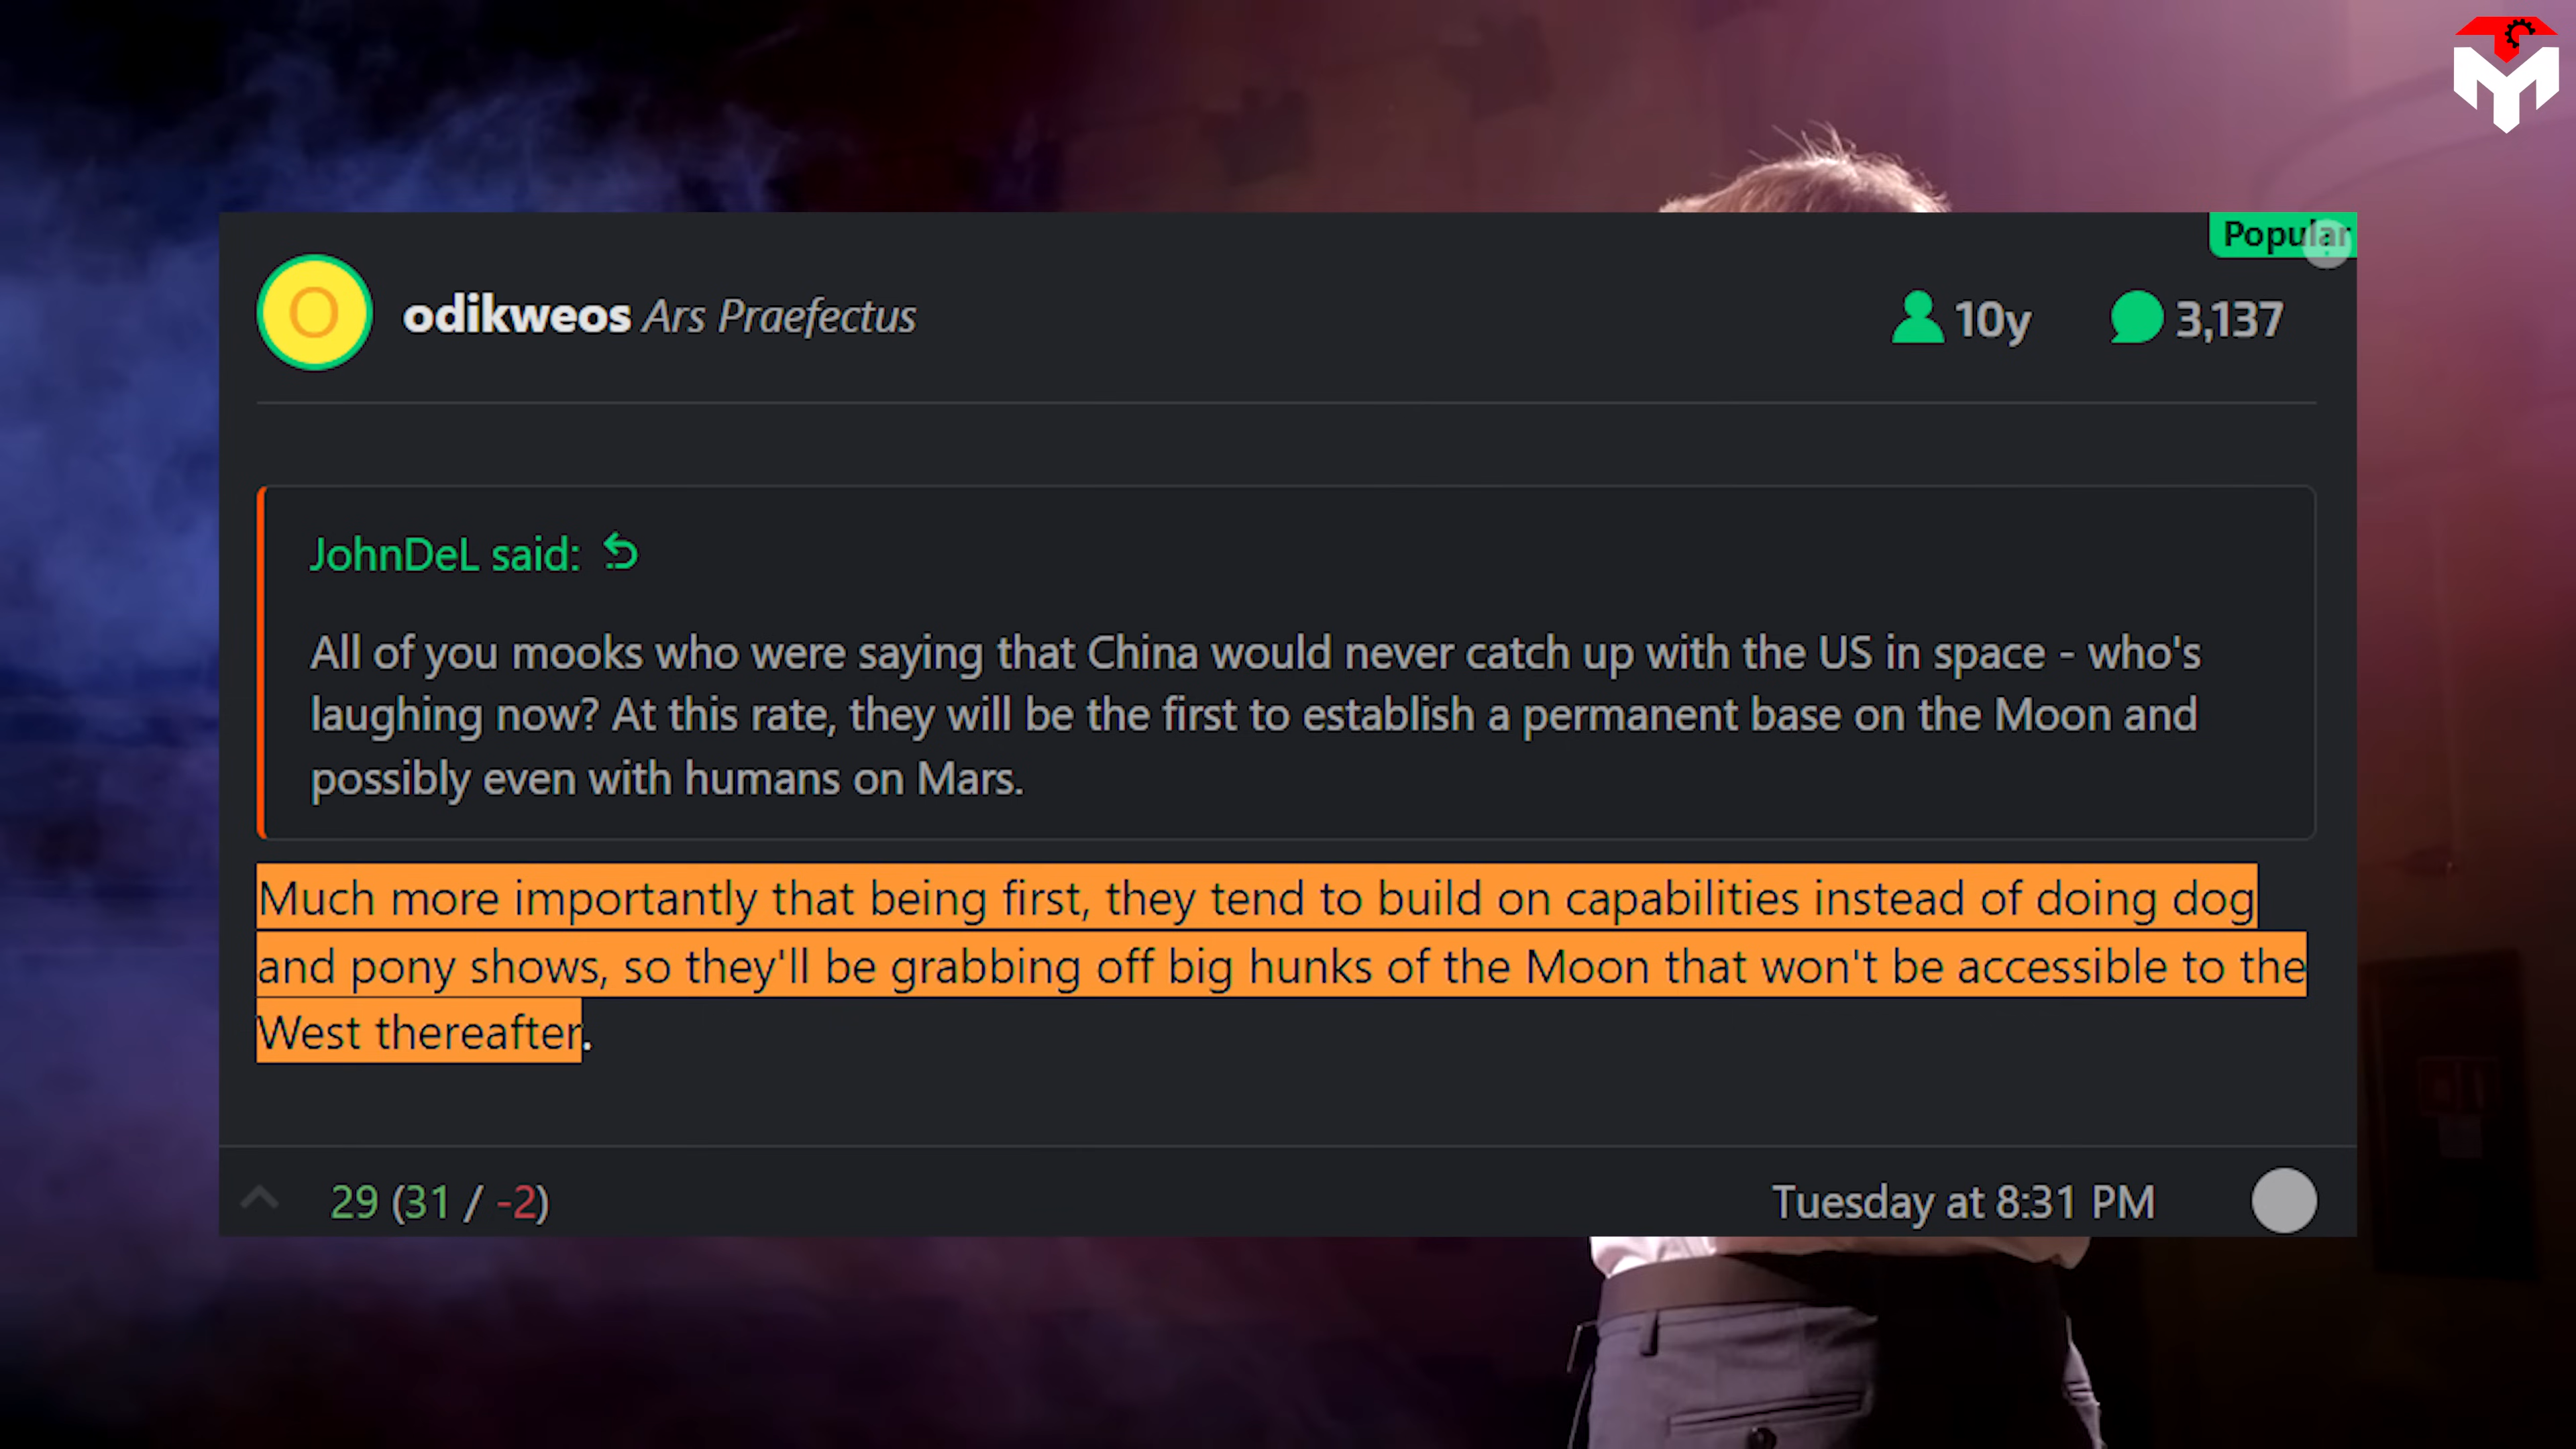 Popular
O
odikweos Ars Praefectus
10y
3,137
JohnDeL said:
All of you mooks who were saying that China would never catch up with the US in space - who's
laughing now? At this rate, they will be the first to establish a permanent base on the Moon and
possibly even with humans on Mars.
Much more importantly that being first, they tend to build on capabilities instead of doing dog
and pony shows, so they'll be grabbing off big hunks of the Moon that won't be accessible to the
West thereafter.
29 (31 / -2)
Tuesday at 8:31 PM